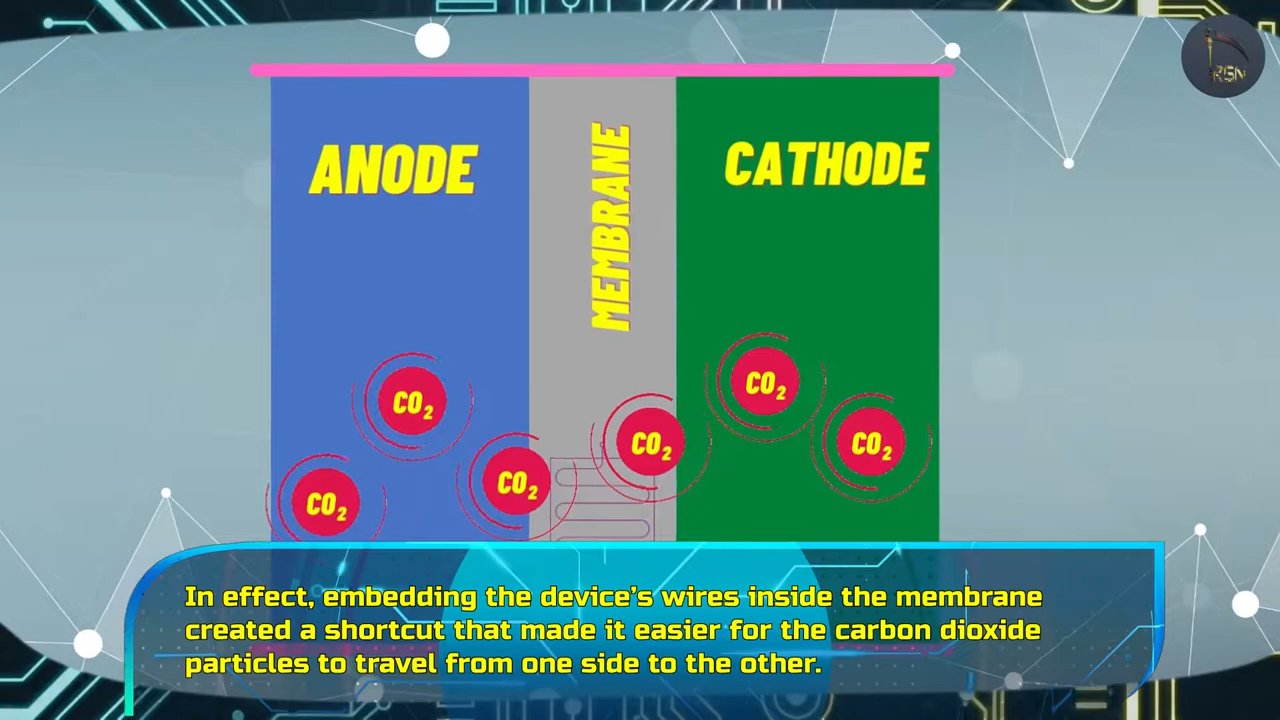 RSN
ANODE
MEMBRANE
CATHODE
CO₂
CO₂
CO₂
CO₂
CO₂
CO₂
In effect, embedding the device's wires inside the membrane
created a shortcut that made it easier for the carbon dioxide
particles to travel from one side to the other.